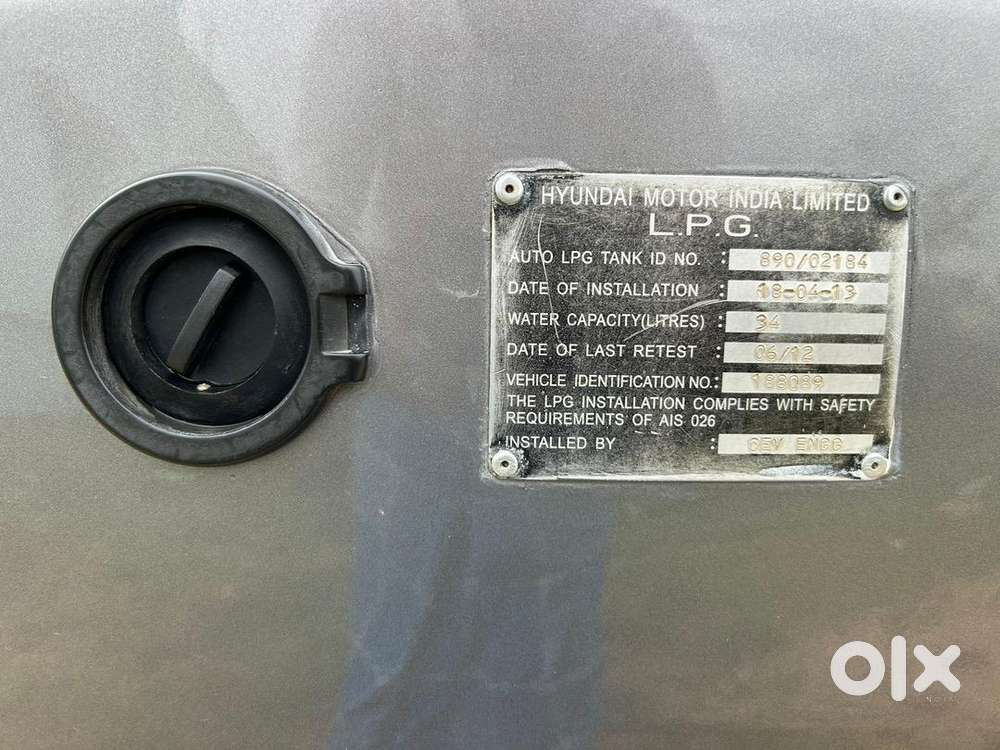 HYUNDAI MOTOR INDIA LIMITED
L.P.G.
AUTO LPG TANK ID NO. : 890/02184
DATE OF INSTALLATION : 18-04-13
WATER CAPACITY(LITRES) : 34
DATE OF LAST RETEST : 06/12
VEHICLE IDENTIFICATION NO.: 188089
THE LPG INSTALLATION COMPLIES WITH SAFETY
REQUIREMENTS OF AIS 026
INSTALLED BY : ENGG
olx
INDIA